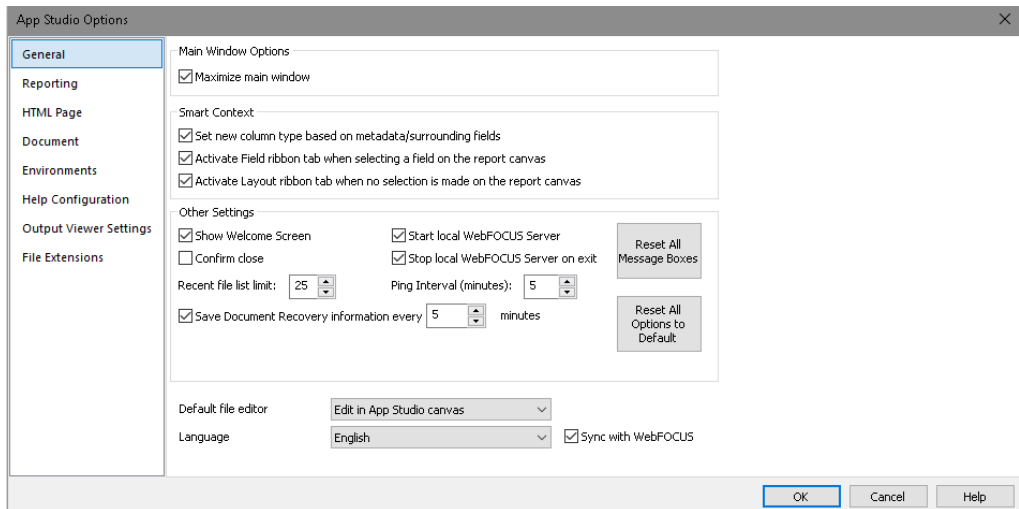 App Studio Options
General
Reporting
HTML Page
Document
Environments
Help Configuration
Output Viewer Settings
File Extensions
Main Window Options
Maximize main window
Smart Context
Set new column type based on metadata/surrounding fields
Activate Field ribbon tab when selecting a field on the report canvas
Activate Layout ribbon tab when no selection is made on the report canvas
Other Settings
Show Welcome Screen
Start local WebFOCUS Server
Confirm close
Stop local WebFOCUS Server on exit
Recent file list limit: 25
Ping Interval (minutes): 5
Save Document Recovery information every 5 minutes
Reset All
Message Boxes
Reset All
Options to
Default
Default file editor Edit in App Studio canvas
Language English Sync with WebFOCUS
OK Cancel Help